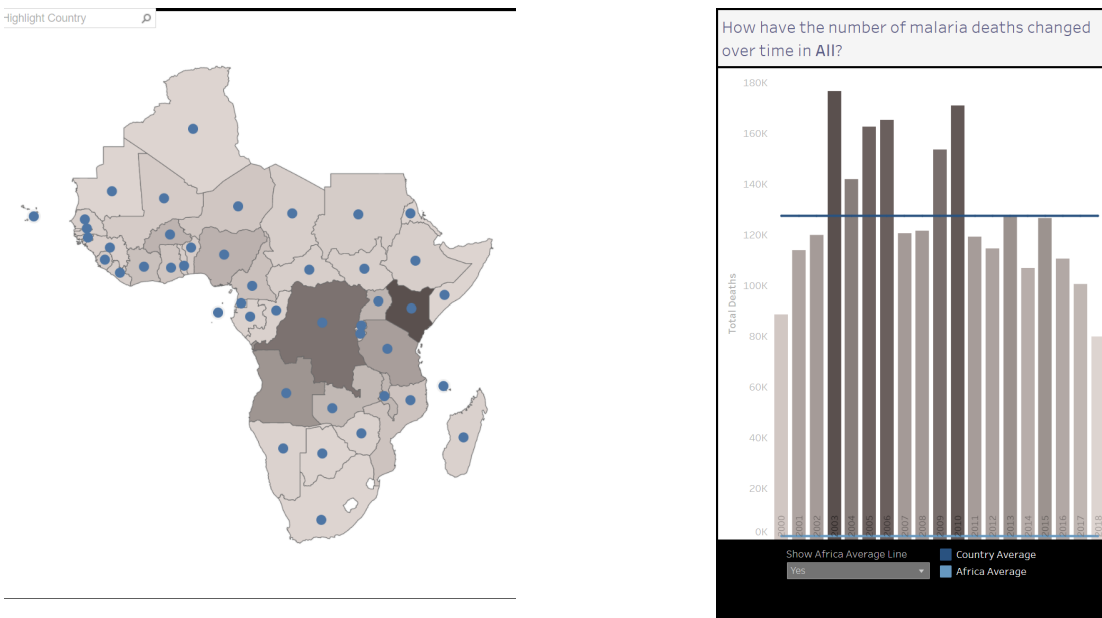 Highlight Country
How have the number of malaria deaths changed
over time in All?
180K
160K
140K
120K
100K
80K
60K
40K
20K
0K
Total Deaths
2000
2001
2002
2003
2004
2005
2006
2007
2008
2009
2010
2011
2012
2013
2014
2015
2016
2017
2018
Show Africa Average Line
Yes
Country Average
Africa Average